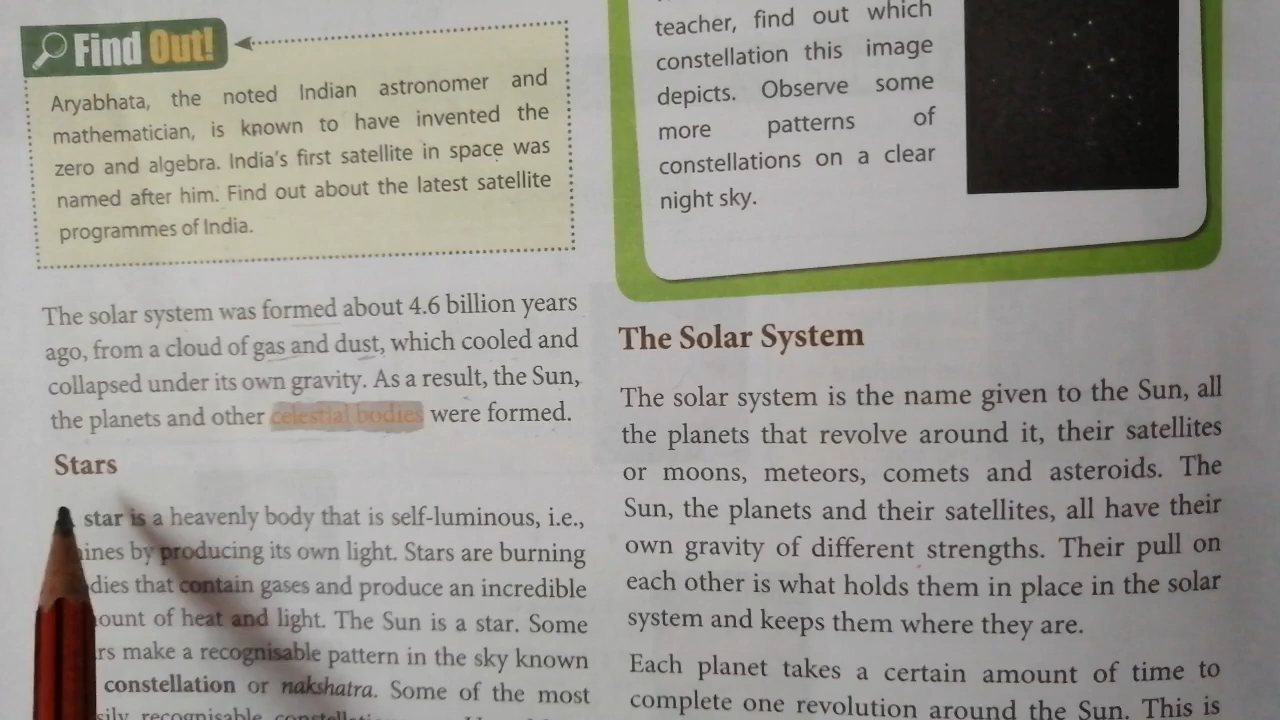 Find Out!
Aryabhata, the noted Indian astronomer and
mathematician, is known to have invented the
zero and algebra. India's first satellite in space was
named after him. Find out about the latest satellite
programmes of India.
The solar system was formed about 4.6 billion years
ago, from a cloud of gas and dust, which cooled and
collapsed under its own gravity. As a result, the Sun,
the planets and other celestial bodies were formed.
Stars
star is a heavenly body that is self-luminous, i.e.,
by producing its own light. Stars are burning
that contain gases and produce an incredible
of heat and light. The Sun is a star. Some
make a recognisable pattern in the sky known
constellation or nakshatra. Some of the most
recognisable
teacher, find out which
constellation this image
depicts. Observe some
more patterns of
constellations on a clear
night sky.
The Solar System
The solar system is the name given to the Sun, all
the planets that revolve around it, their satellites
or moons, meteors, comets and asteroids. The
Sun, the planets and their satellites, all have their
own gravity of different strengths. Their pull on
each other is what holds them in place in the solar
system and keeps them where they are.
Each planet takes a certain amount of time to
complete one revolution around the Sun. This is